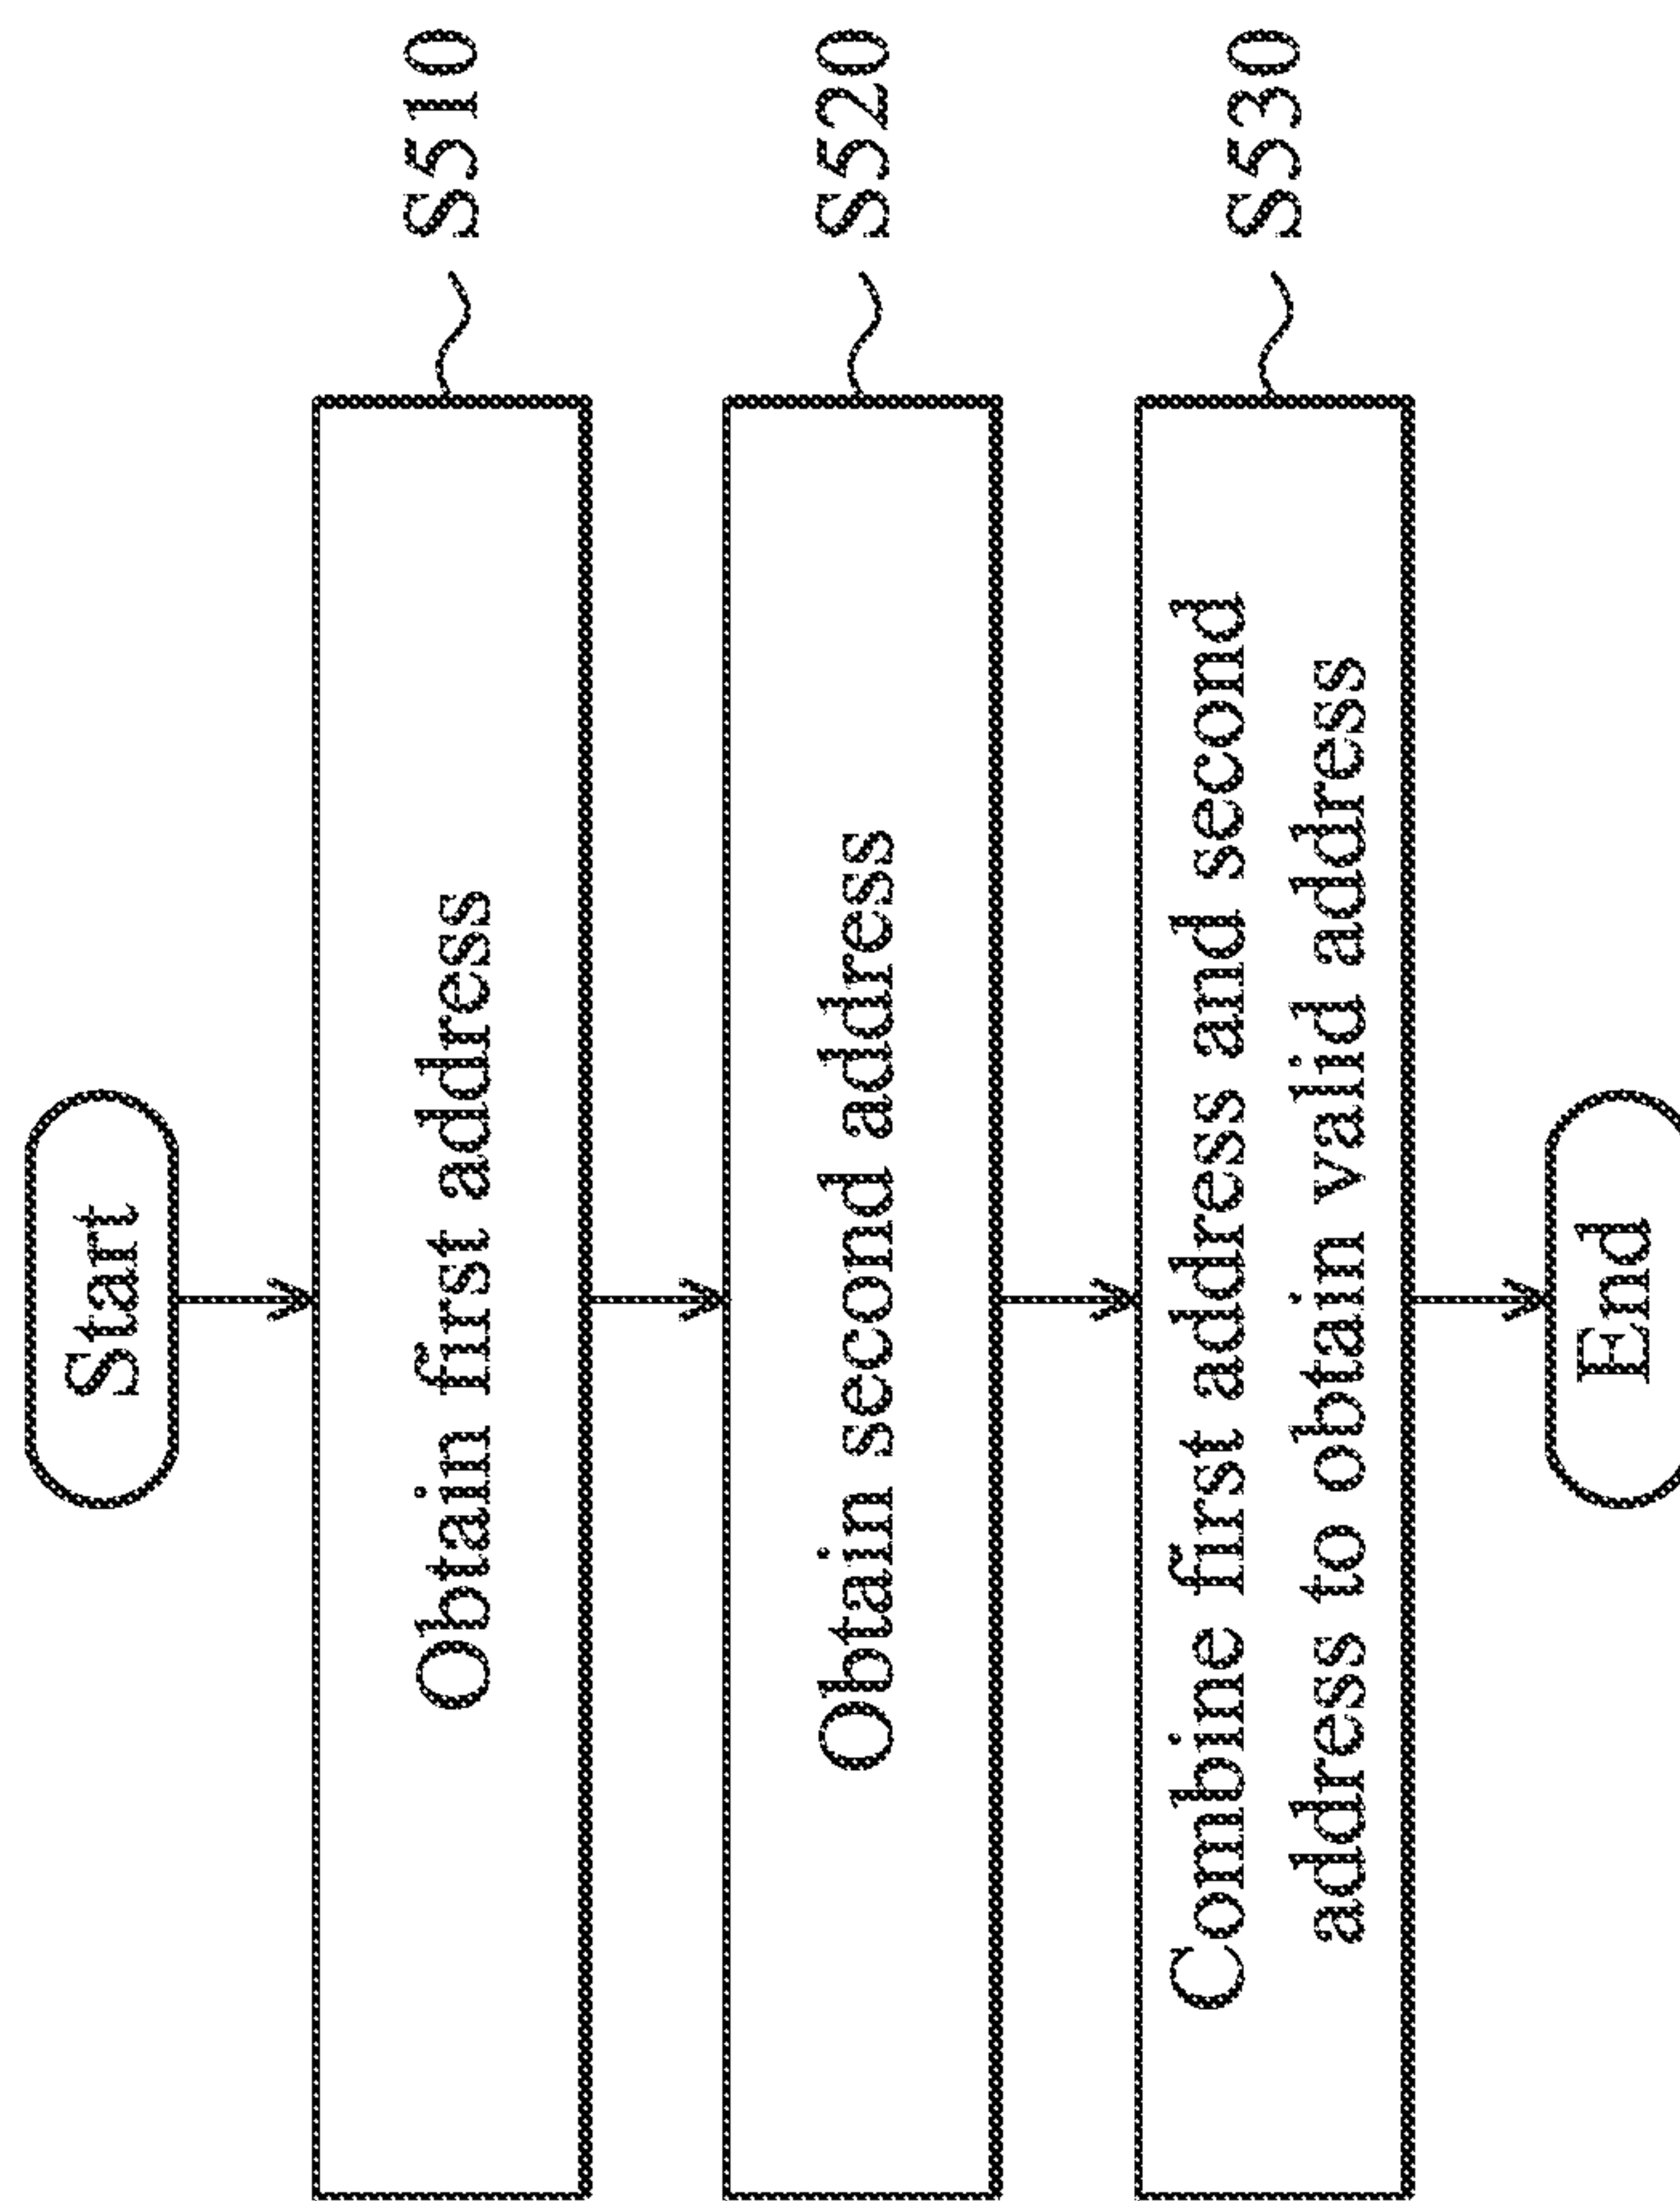 Start
Obtain first address
S510
Obtain second address
S520
Combine first address and second
address to obtain valid address
S530
End